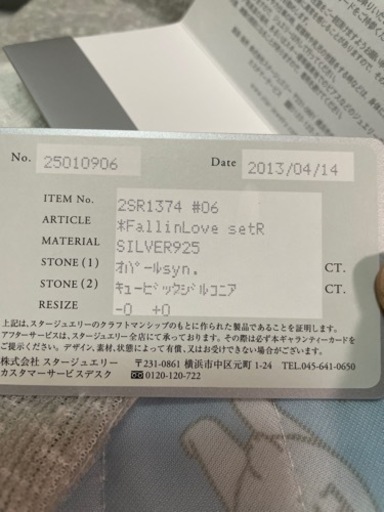 No. 25010906 Date 2013/04/14
ITEM No. 2SR1374 #06
ARTICLE *FallinLove setR
MATERIAL SILVER925
STONE (1) ｵﾊﾟｰﾙsyn. CT.
STONE (2) ｷｭｰﾋﾞｯｸｼﾞﾙｺﾆｱ CT.
RESIZE -0 +0
上記は、スタージュエリーのクラフトマンシップのもとに作られた製品であることを証明します。
アフターサービスは、スタージュエリー全店にて承っております。その際は必ず本ギャランティーカードを
ご提示ください。デザイン、素材、状態によって有償、又はお受けできない場合がございます。
株式会社 スタージュエリー 〒231-0861 横浜市中区元町 1-24 TEL.045-641-0650
カスタマーサービスデスク 0120-120-722